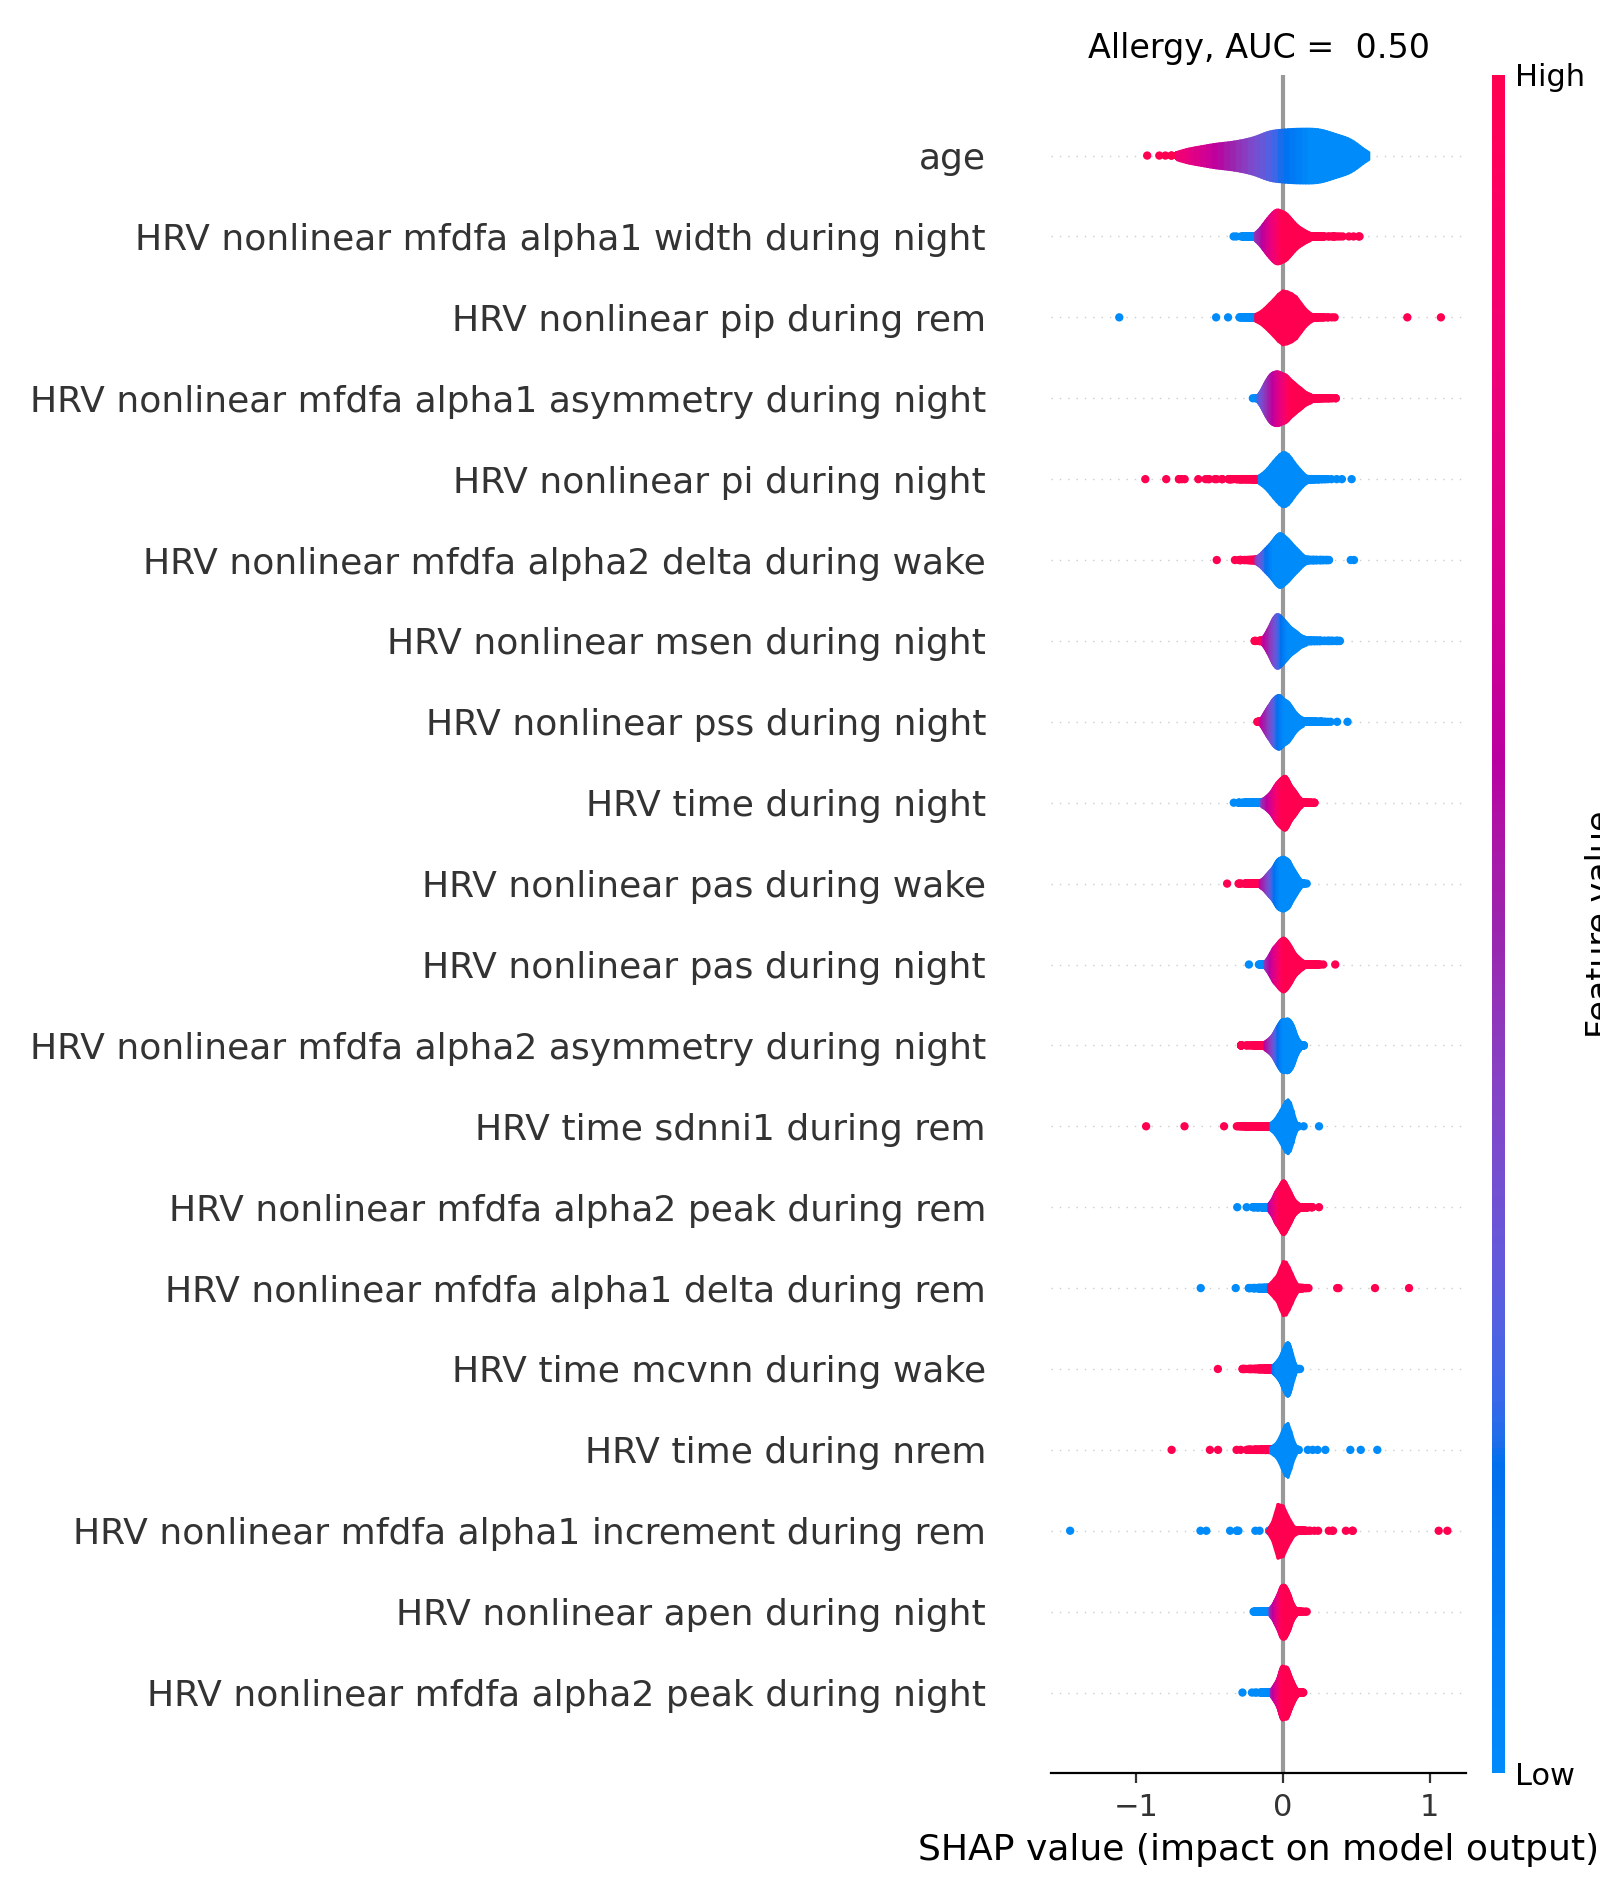 Allergy, AUC =  0.50
High
age
HRV nonlinear mfdfa alpha1 width during night
HRV nonlinear pip during rem
HRV nonlinear mfdfa alpha1 asymmetry during night
HRV nonlinear pi during night
HRV nonlinear mfdfa alpha2 delta during wake
HRV nonlinear msen during night
HRV nonlinear pss during night
HRV time during night
HRV nonlinear pas during wake
HRV nonlinear pas during night
HRV nonlinear mfdfa alpha2 asymmetry during night
HRV time sdnni1 during rem
HRV nonlinear mfdfa alpha2 peak during rem
HRV nonlinear mfdfa alpha1 delta during rem
HRV time mcvnn during wake
HRV time during nrem
HRV nonlinear mfdfa alpha1 increment during rem
HRV nonlinear apen during night
HRV nonlinear mfdfa alpha2 peak during night
Feature value
Low
−1 0 1
SHAP value (impact on model output)